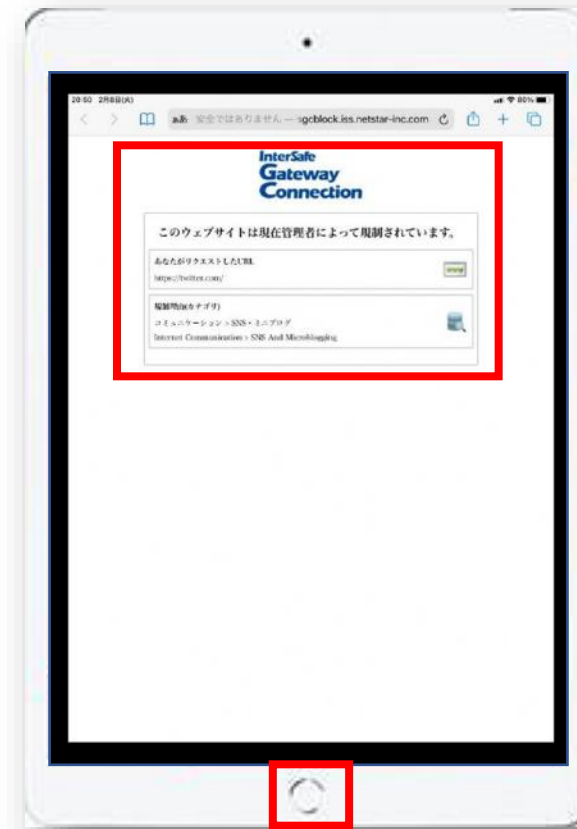 20:50 2月8日(火)
80%
ぁあ 安全ではありません — sgcblock.iss.netstar-inc.com
InterSafe
Gateway
Connection
このウェブサイトは現在管理者によって規制されています。
あなたがリクエストしたURL
https://twitter.com/
www
規制理由(カテゴリ)
コミュニケーション > SNS・ミニブログ
Internet Communication > SNS And Microblogging